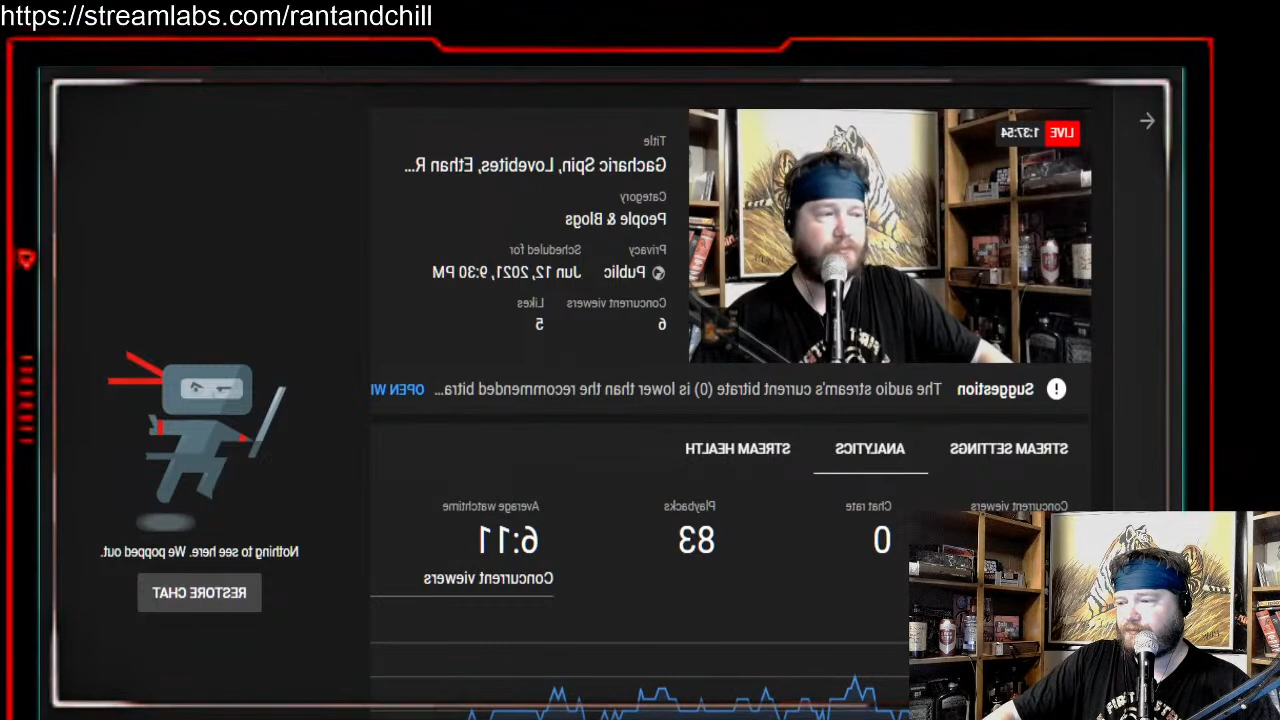 https://streamlabs.com/rantandchill
LIVE 1:37:54
Title
Gacharic Spin, Lovebites, Ethan R...
Category
People & Blogs
Privacy Scheduled for
Public Jun 12, 2021, 9:30 PM
Concurrent viewers Likes
6 5
Suggestion The audio stream's current bitrate (0) is lower than the recommended bitra... OPEN WI
STREAM SETTINGS ANALYTICS STREAM HEALTH
Concurrent viewers Chat rate Playbacks Average watchtime
0 83 6:11
Concurrent viewers
Nothing to see here. We popped out.
RESTORE CHAT